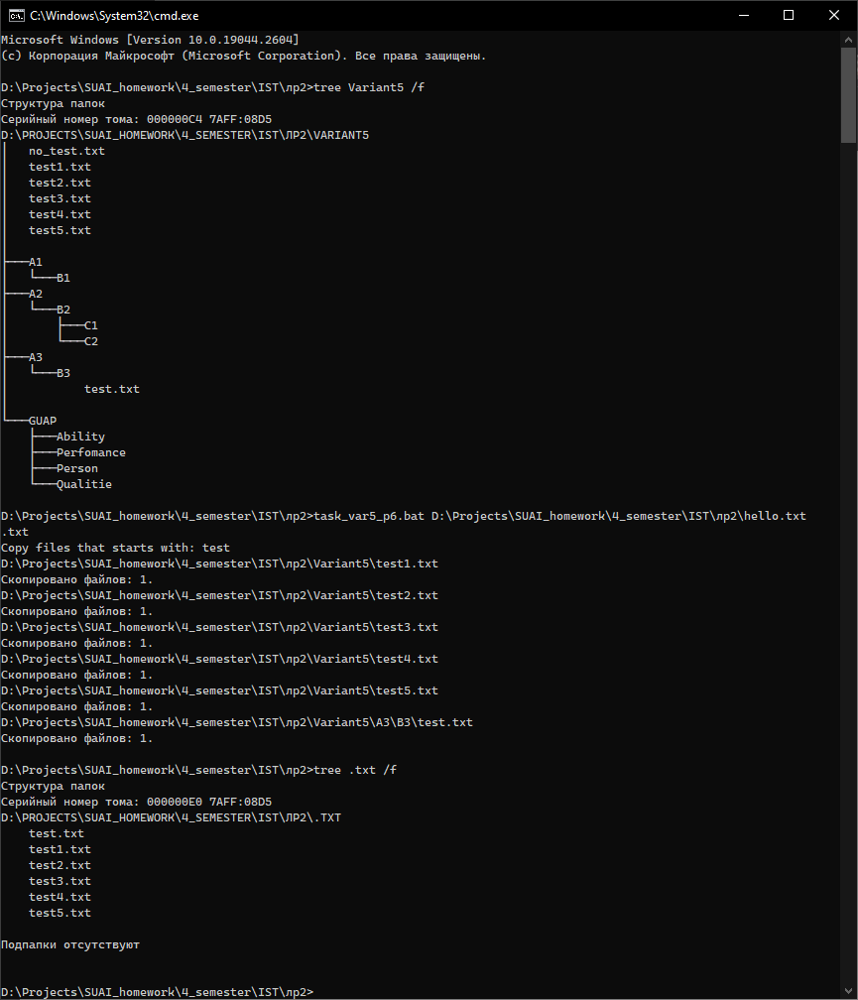 C:\Windows\System32\cmd.exe
Microsoft Windows [Version 10.0.19044.2604]
(c) Корпорация Майкрософт (Microsoft Corporation). Все права защищены.
D:\Projects\SUAI_homework\4_semester\IST\лр2>tree Variant5 /f
Структура папок
Серийный номер тома: 000000C4 7AFF:08D5
D:\PROJECTS\SUAI_HOMEWORK\4_SEMESTER\IST\ЛР2\VARIANT5
│   no_test.txt
│   test1.txt
│   test2.txt
│   test3.txt
│   test4.txt
│   test5.txt
│
├───A1
│   └───B1
├───A2
│   └───B2
│       ├───C1
│       └───C2
├───A3
│   └───B3
│           test.txt
│
└───GUAP
    ├───Ability
    ├───Perfomance
    ├───Person
    └───Qualitie
D:\Projects\SUAI_homework\4_semester\IST\лр2>task_var5_p6.bat D:\Projects\SUAI_homework\4_semester\IST\лр2\hello.txt
.txt
Copy files that starts with: test
D:\Projects\SUAI_homework\4_semester\IST\лр2\Variant5\test1.txt
Скопировано файлов: 1.
D:\Projects\SUAI_homework\4_semester\IST\лр2\Variant5\test2.txt
Скопировано файлов: 1.
D:\Projects\SUAI_homework\4_semester\IST\лр2\Variant5\test3.txt
Скопировано файлов: 1.
D:\Projects\SUAI_homework\4_semester\IST\лр2\Variant5\test4.txt
Скопировано файлов: 1.
D:\Projects\SUAI_homework\4_semester\IST\лр2\Variant5\test5.txt
Скопировано файлов: 1.
D:\Projects\SUAI_homework\4_semester\IST\лр2\Variant5\A3\B3\test.txt
Скопировано файлов: 1.
D:\Projects\SUAI_homework\4_semester\IST\лр2>tree .txt /f
Структура папок
Серийный номер тома: 000000E0 7AFF:08D5
D:\PROJECTS\SUAI_HOMEWORK\4_SEMESTER\IST\ЛР2\.TXT
    test.txt
    test1.txt
    test2.txt
    test3.txt
    test4.txt
    test5.txt
Подпапки отсутствуют
D:\Projects\SUAI_homework\4_semester\IST\лр2>